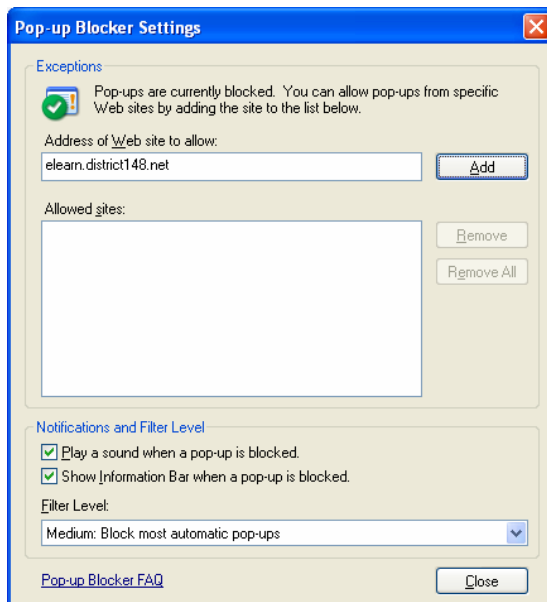 Pop-up Blocker Settings
Exceptions
Pop-ups are currently blocked. You can allow pop-ups from specific
Web sites by adding the site to the list below.
Address of Web site to allow:
elearn.district148.net
Add
Allowed sites:
Remove
Remove All
Notifications and Filter Level
Play a sound when a pop-up is blocked.
Show Information Bar when a pop-up is blocked.
Filter Level:
Medium: Block most automatic pop-ups
Pop-up Blocker FAQ
Close